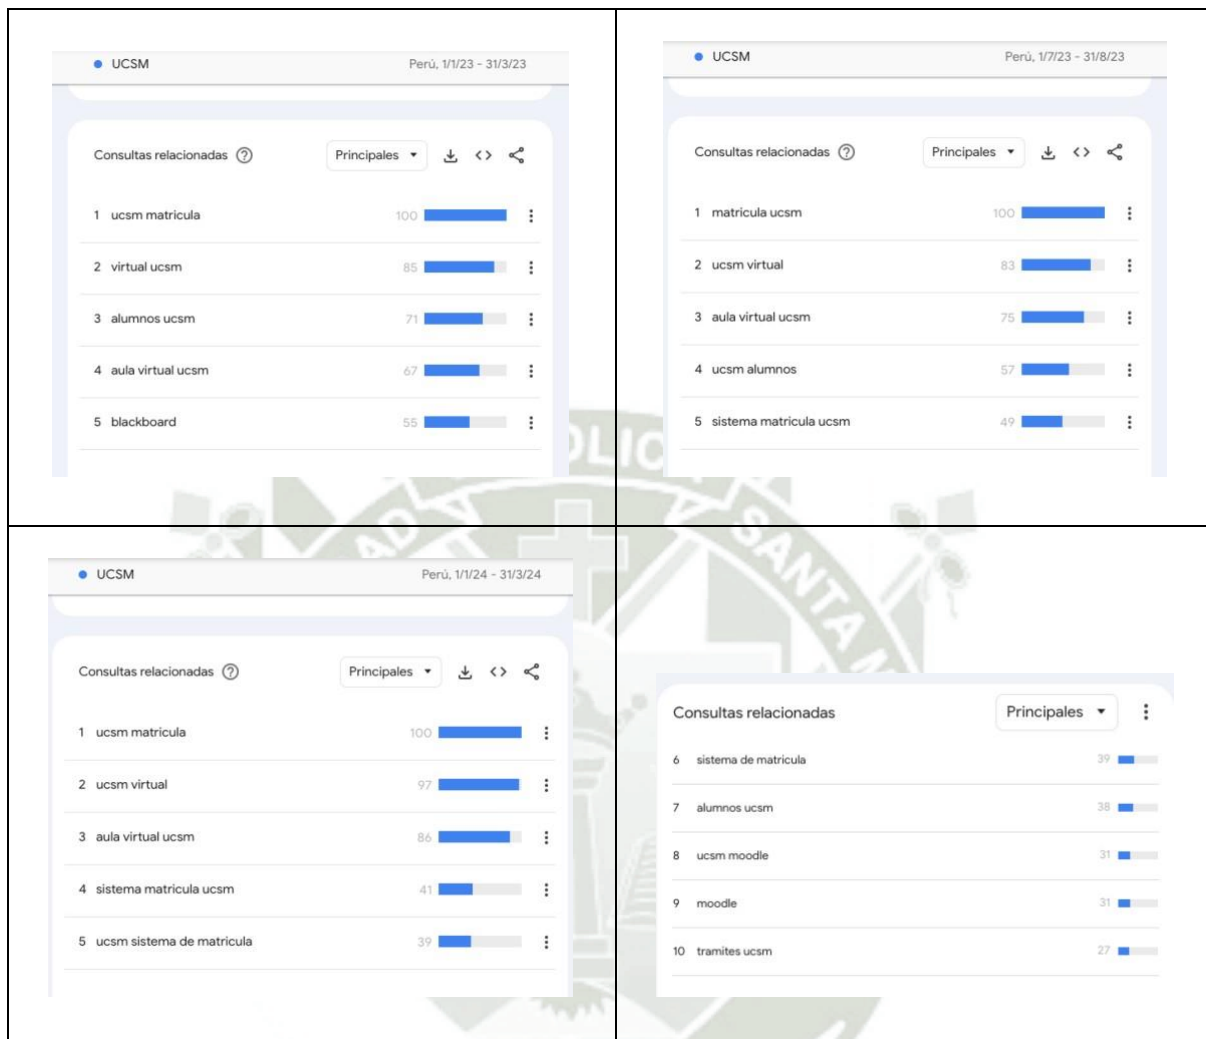 UCSM Perú, 1/1/23 - 31/3/23
Consultas relacionadas Principales
1 ucsm matricula 100
2 virtual ucsm 85
3 alumnos ucsm 71
4 aula virtual ucsm 67
5 blackboard 55
UCSM Perú, 1/7/23 - 31/8/23
Consultas relacionadas Principales
1 matricula ucsm 100
2 ucsm virtual 83
3 aula virtual ucsm 75
4 ucsm alumnos 57
5 sistema matricula ucsm 49
UCSM Perú, 1/1/24 - 31/3/24
Consultas relacionadas Principales
1 ucsm matricula 100
2 ucsm virtual 97
3 aula virtual ucsm 86
4 sistema matricula ucsm 41
5 ucsm sistema de matricula 39
Consultas relacionadas Principales
6 sistema de matricula 39
7 alumnos ucsm 38
8 ucsm moodle 31
9 moodle 31
10 tramites ucsm 27
SANTA